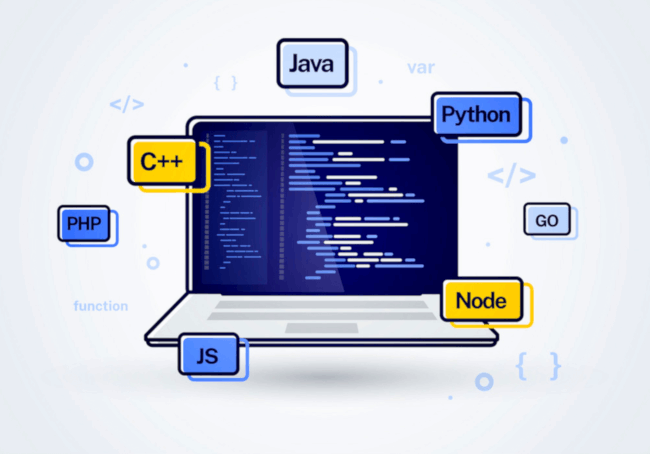 Java
var
{ }
</>
Python
C++
</>
PHP
GO
function
Node
JS
{ }